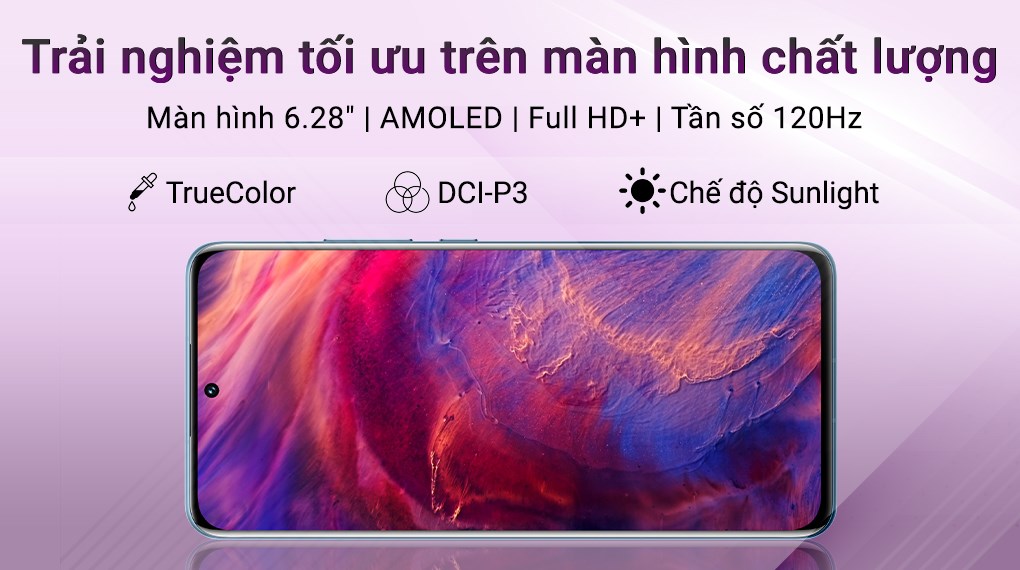 Trải nghiệm tối ưu trên màn hình chất lượng
Màn hình 6.28" | AMOLED | Full HD+ | Tần số 120Hz
TrueColor DCI-P3 Chế độ Sunlight